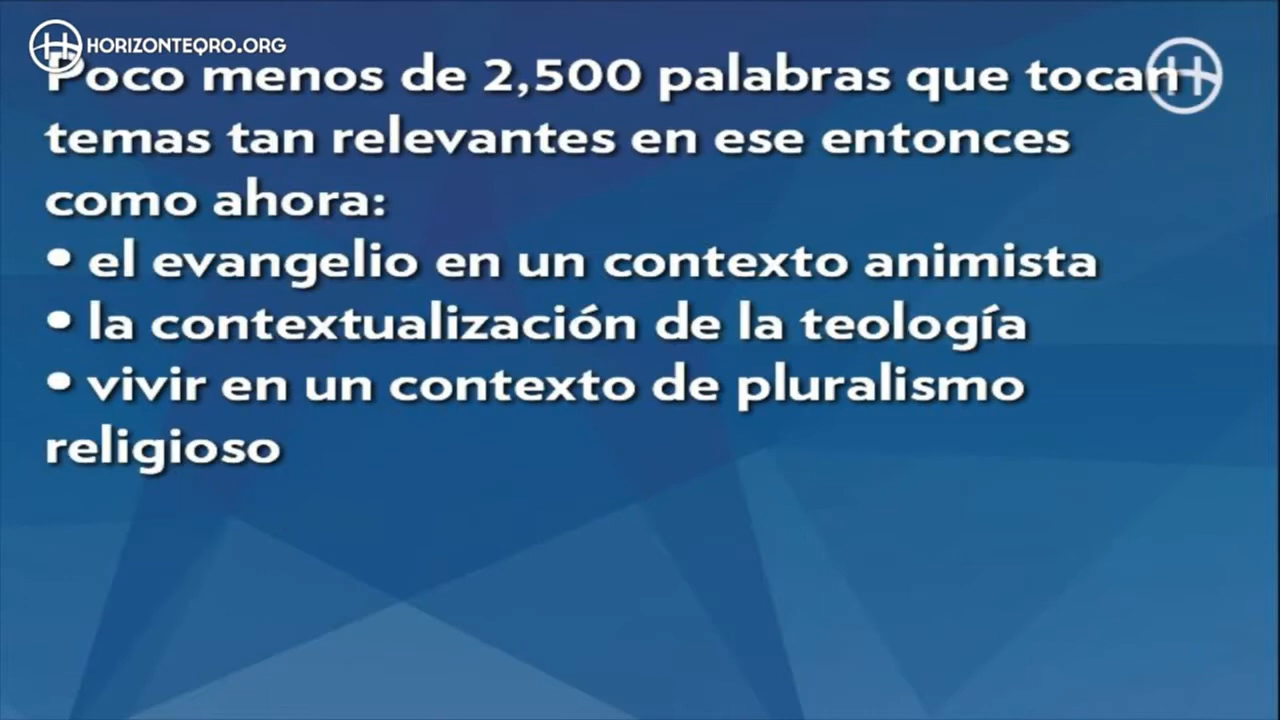 HORIZONTEQRO.ORG
Poco menos de 2,500 palabras que tocan
temas tan relevantes en ese entonces
como ahora:
• el evangelio en un contexto animista
• la contextualización de la teología
• vivir en un contexto de pluralismo
religioso